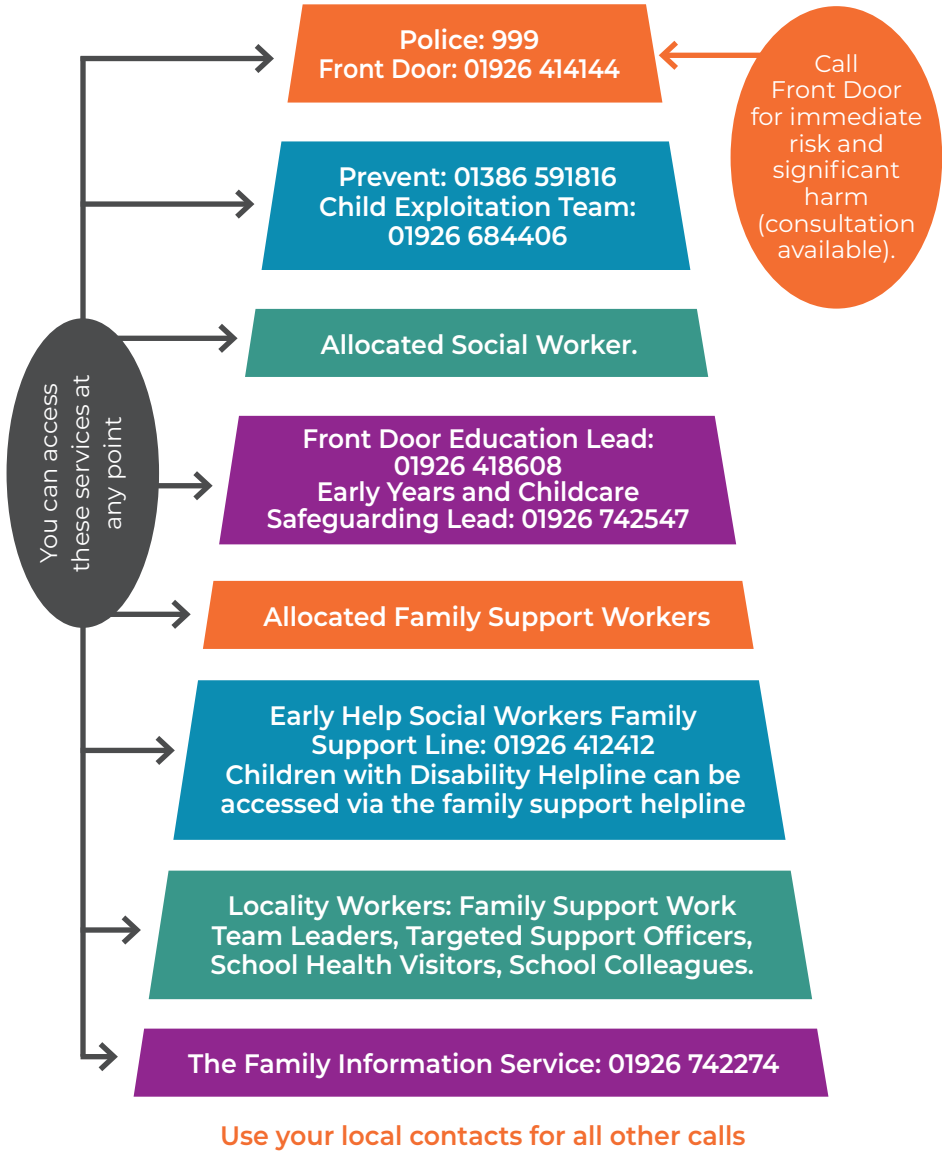 Police: 999
Front Door: 01926 414144
Call
Front Door
for immediate
risk and
significant
harm
(consultation
available).
Prevent: 01386 591816
Child Exploitation Team:
01926 684406
You can access
these services at
any point
Allocated Social Worker.
Front Door Education Lead:
01926 418608
Early Years and Childcare
Safeguarding Lead: 01926 742547
Allocated Family Support Workers
Early Help Social Workers Family
Support Line: 01926 412412
Children with Disability Helpline can be
accessed via the family support helpline
Locality Workers: Family Support Work
Team Leaders, Targeted Support Officers,
School Health Visitors, School Colleagues.
The Family Information Service: 01926 742274
Use your local contacts for all other calls